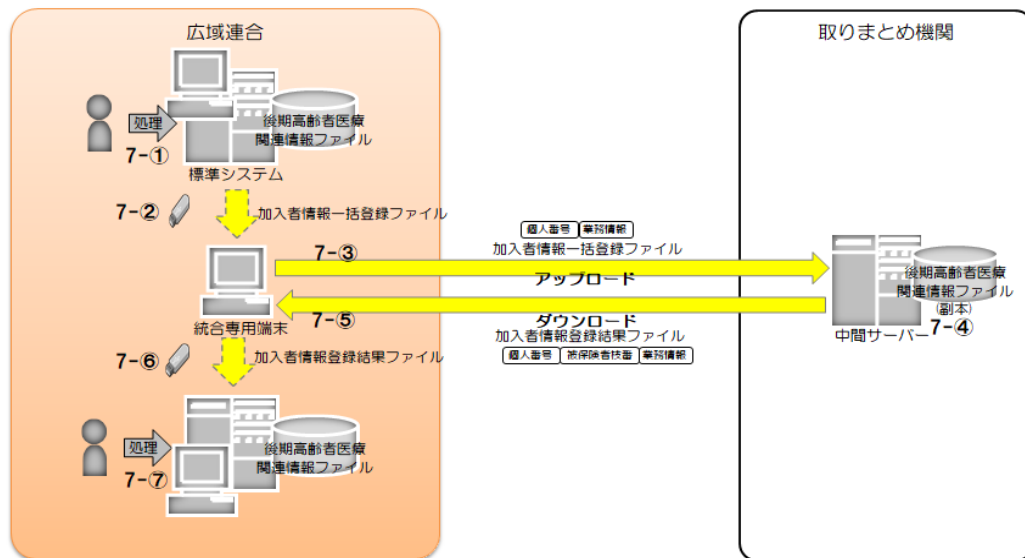 広域連合
取りまとめ機関
処理
7-①
後期高齢者医療
関連情報ファイル
標準システム
7-②
加入者情報一括登録ファイル
7-③
個人番号 業務情報
加入者情報一括登録ファイル
アップロード
統合専用端末
7-⑤
ダウンロード
加入者情報登録結果ファイル
個人番号 被保険者枝番 業務情報
後期高齢者医療
関連情報ファイル
(副本)
7-④
中間サーバー
7-⑥
加入者情報登録結果ファイル
処理
7-⑦
後期高齢者医療
関連情報ファイル